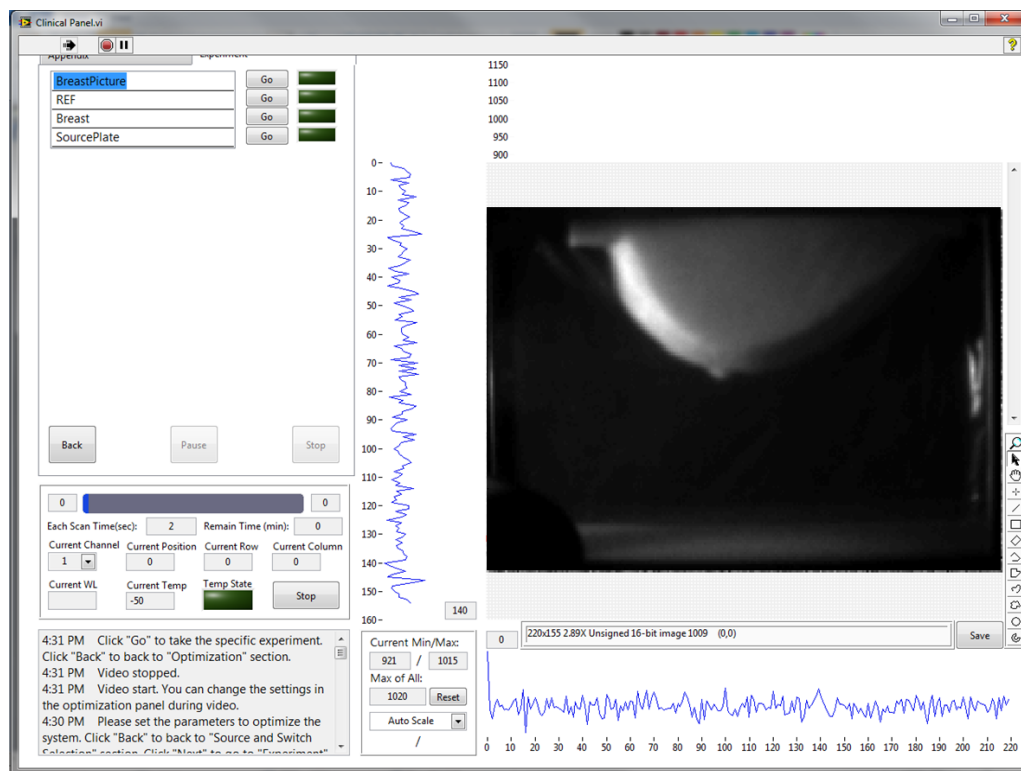 Clinical Panel.vi
Appendix
Experiment
BreastPicture
Go
REF
Go
Breast
Go
SourcePlate
Go
Back
Pause
Stop
0
0
Each Scan Time(sec):
2
Remain Time (min):
0
Current Channel
Current Position
Current Row
Current Column
1
0
0
0
Current WL
Current Temp
Temp State
-50
Stop
4:31 PM Click "Go" to take the specific experiment.
Click "Back" to back to "Optimization" section.
4:31 PM Video stopped.
4:31 PM Video start. You can change the settings in
the optimization panel during video.
4:30 PM Please set the parameters to optimize the
system. Click "Back" to back to "Source and Switch
Selection" section. Click "Next" to go to "Experiment"
1150
1100
1050
1000
950
900
0
10
20
30
40
50
60
70
80
90
100
110
120
130
140
150
160
140
Current Min/Max:
921 / 1015
Max of All:
1020
Reset
Auto Scale
/
0
220x155 2.89X Unsigned 16-bit image 1009 (0,0)
Save
0 10 20 30 40 50 60 70 80 90 100 110 120 130 140 150 160 170 180 190 200 210 220